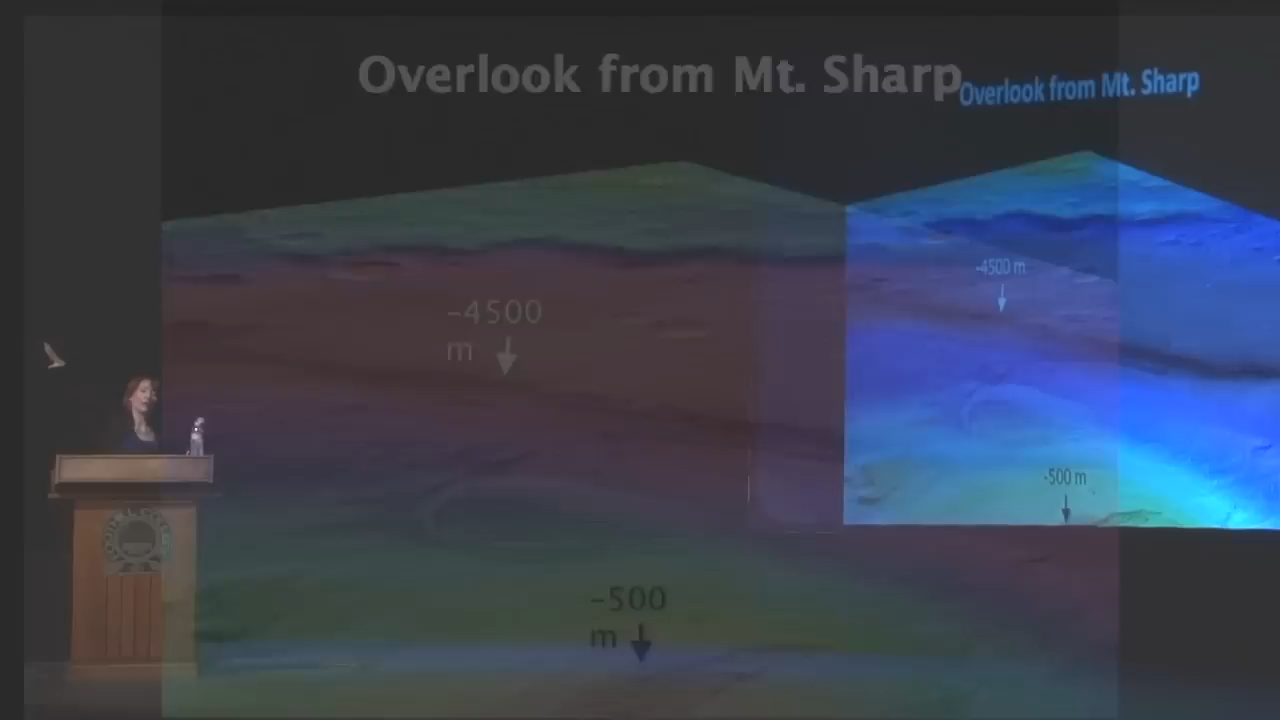 Overlook from Mt. Sharp
Overlook from Mt. Sharp
-4500 m
-4500
m
-500 m
-500
m